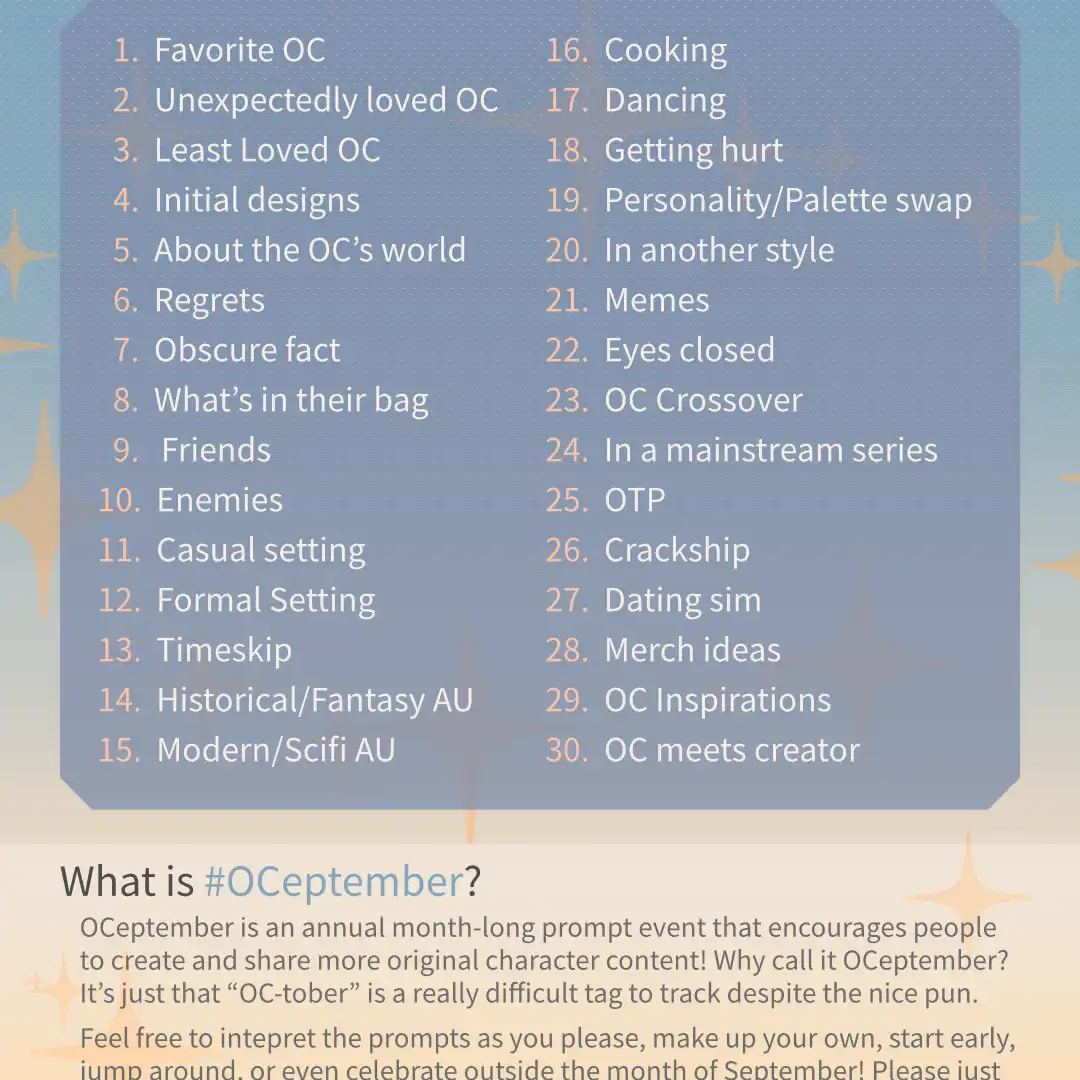 1. Favorite OC
2. Unexpectedly loved OC
3. Least Loved OC
4. Initial designs
5. About the OC’s world
6. Regrets
7. Obscure fact
8. What’s in their bag
9. Friends
10. Enemies
11. Casual setting
12. Formal Setting
13. Timeskip
14. Historical/Fantasy AU
15. Modern/Scifi AU
16. Cooking
17. Dancing
18. Getting hurt
19. Personality/Palette swap
20. In another style
21. Memes
22. Eyes closed
23. OC Crossover
24. In a mainstream series
25. OTP
26. Crackship
27. Dating sim
28. Merch ideas
29. OC Inspirations
30. OC meets creator
What is #OCeptember?
OCeptember is an annual month-long prompt event that encourages people
to create and share more original character content! Why call it OCeptember?
It’s just that “OC-tober” is a really difficult tag to track despite the nice pun.
Feel free to intepret the prompts as you please, make up your own, start early,
jump around, or even celebrate outside the month of September! Please just